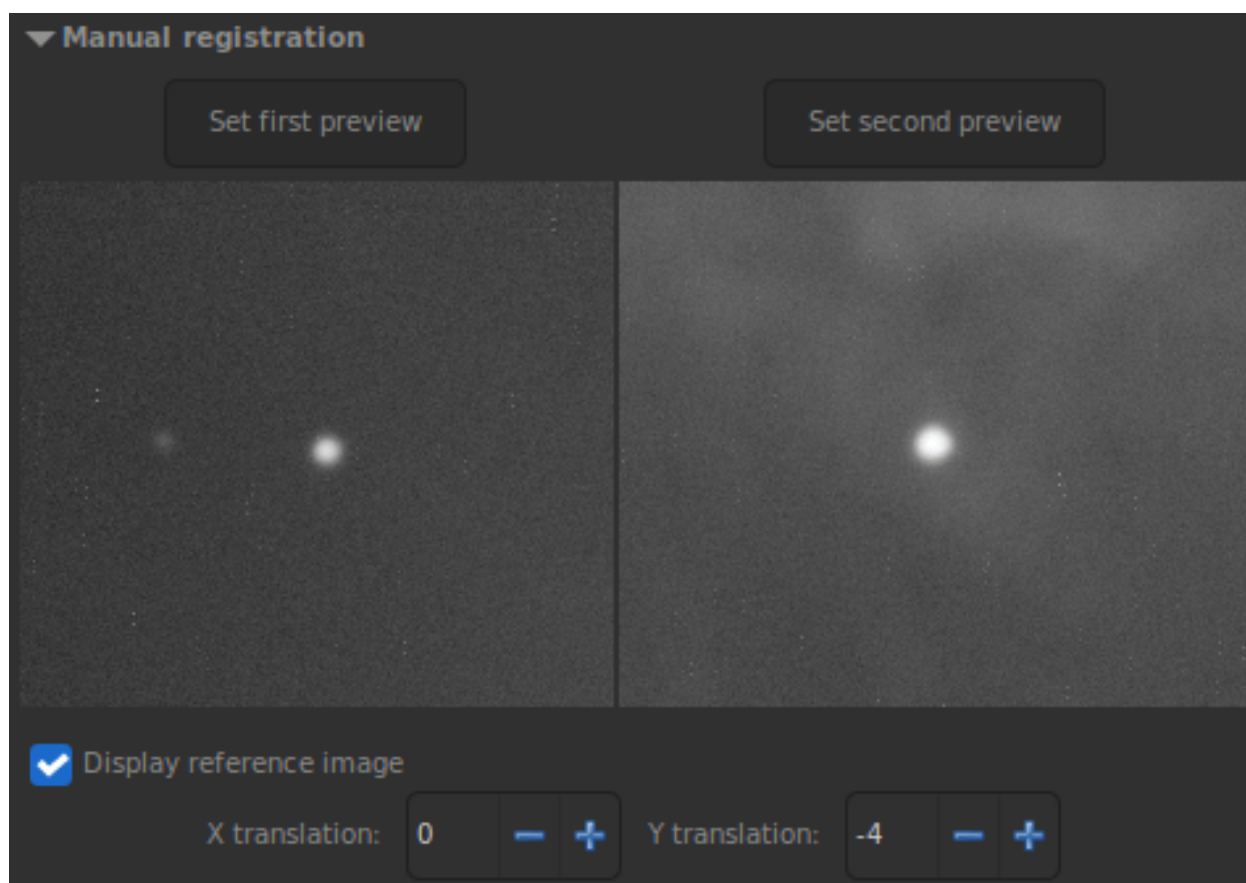 Manual registration
Set first preview
Set second preview
Display reference image
X translation: 0
Y translation: -4